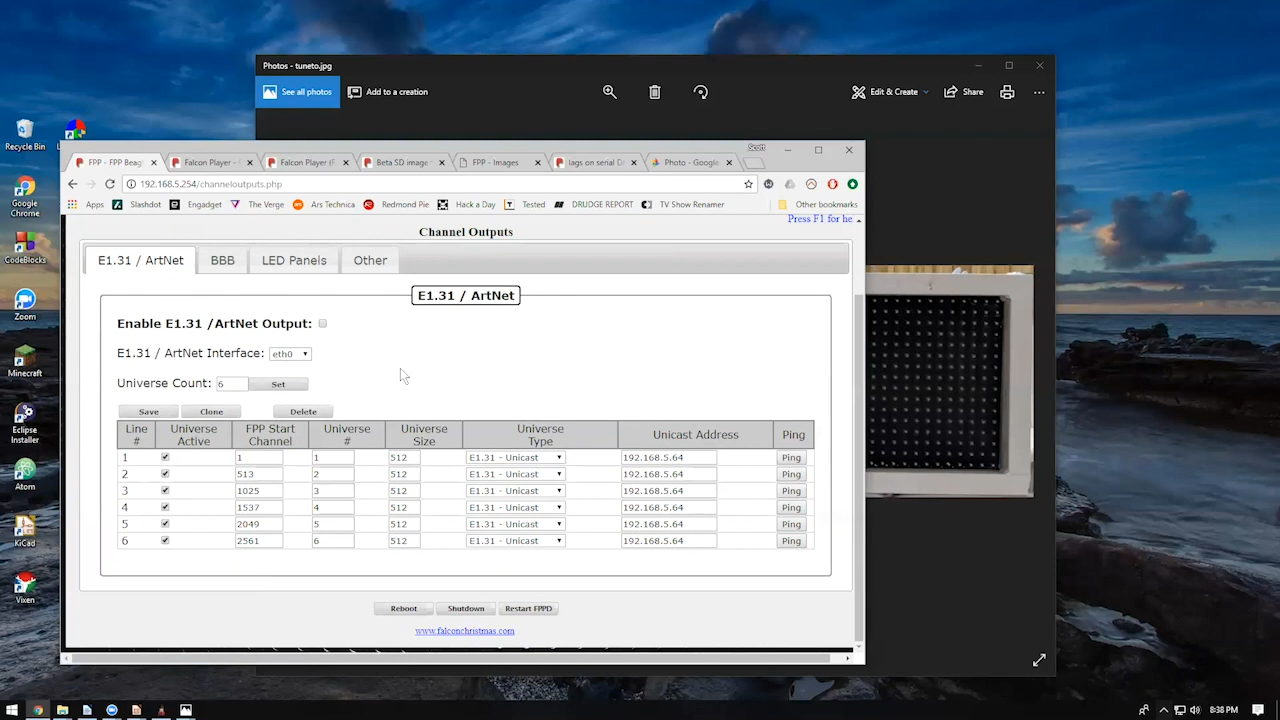 Photos - tuneto.jpg
See all photos
Add to a creation
Edit & Create
Share
Recycle Bin
Google Chrome
CodeBlocks
Zoom
Minecraft
Eclipse Installer
Atom
KiCad
Vixen
Scott
FPP - FPP Beag
Falcon Player -
Falcon Player (F
Beta SD image
FPP - Images
lags on serial D
Photo - Google
192.168.5.254/channeloutputs.php
Apps
Slashdot
Engadget
The Verge
Ars Technica
Redmond Pie
Hack a Day
Tested
DRUDGE REPORT
TV Show Renamer
Other bookmarks
Press F1 for he
Channel Outputs
E1.31 / ArtNet BBB LED Panels Other
E1.31 / ArtNet
Enable E1.31 /ArtNet Output:
E1.31 / ArtNet Interface: eth0
Universe Count: 6 Set
Save Clone Delete
Line # Universe Active FPP Start Channel Universe # Universe Size Universe Type Unicast Address Ping
1 1 1 512 E1.31 - Unicast 192.168.5.64 Ping
2 513 2 512 E1.31 - Unicast 192.168.5.64 Ping
3 1025 3 512 E1.31 - Unicast 192.168.5.64 Ping
4 1537 4 512 E1.31 - Unicast 192.168.5.64 Ping
5 2049 5 512 E1.31 - Unicast 192.168.5.64 Ping
6 2561 6 512 E1.31 - Unicast 192.168.5.64 Ping
Reboot Shutdown Restart FPPD
www.falconchristmas.com
8:38 PM